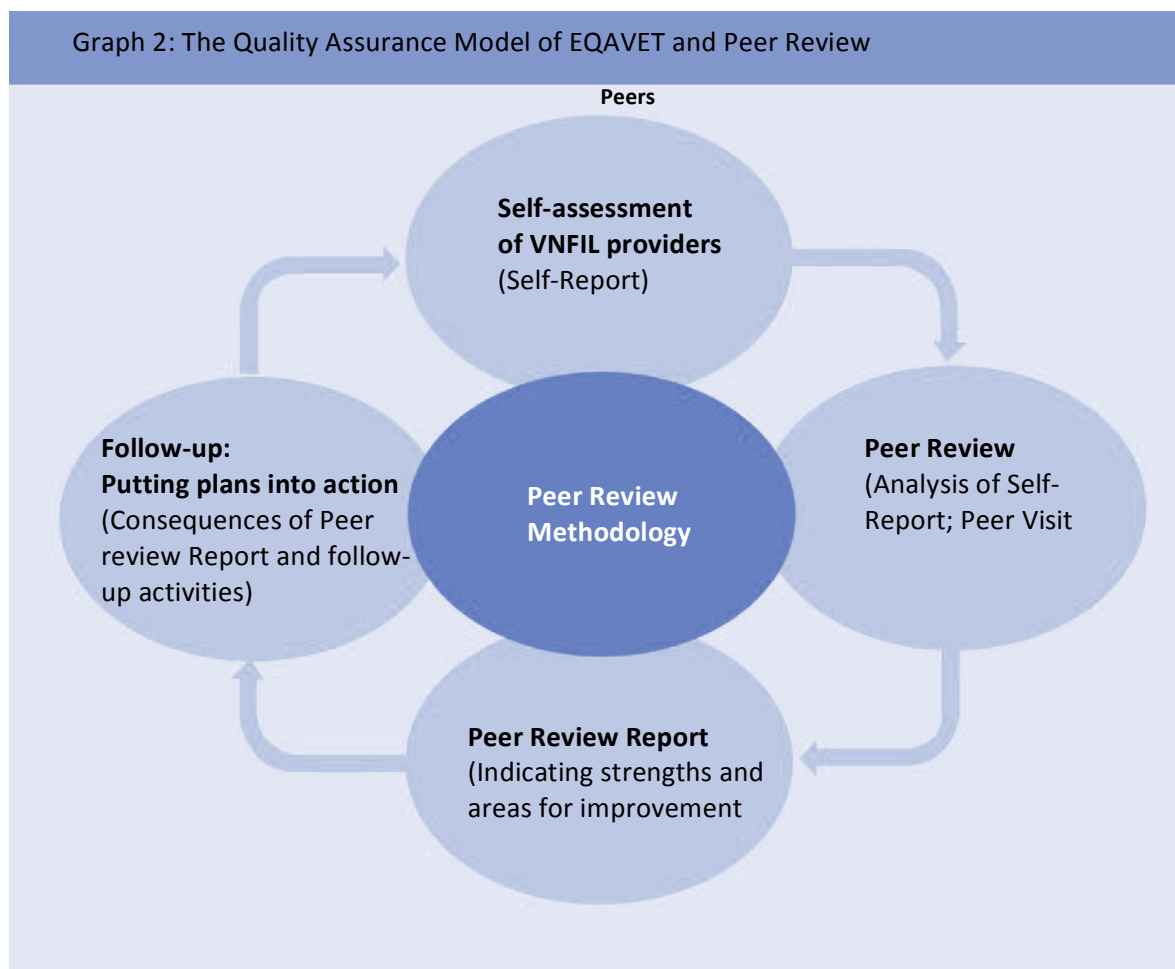 Graph 2: The Quality Assurance Model of EQAVET and Peer Review
Peers
Self-assessment
of VNFIL providers
(Self-Report)
Follow-up:
Putting plans into action
(Consequences of Peer
review Report and follow-
up activities)
Peer Review
Methodology
Peer Review
(Analysis of Self-
Report; Peer Visit
Peer Review Report
(Indicating strengths and
areas for improvement